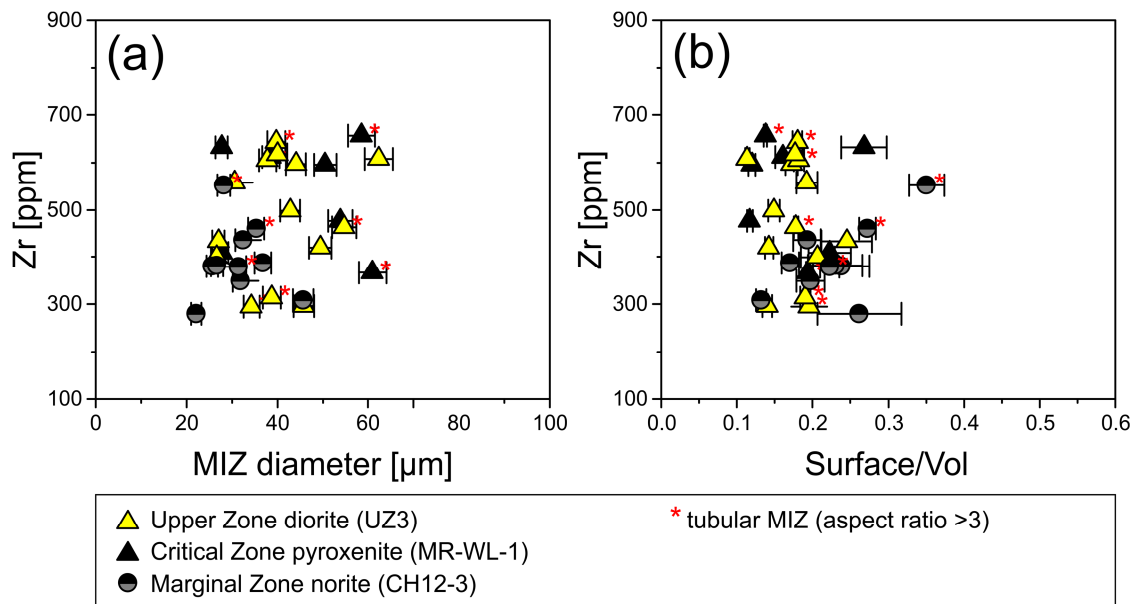 (a)
(b)
900
700
500
300
100
Zr [ppm]
0
20
40
60
80
100
MIZ diameter [µm]
900
700
500
300
100
Zr [ppm]
0.0
0.1
0.2
0.3
0.4
0.5
0.6
Surface/Vol
Upper Zone diorite (UZ3)
* tubular MIZ (aspect ratio >3)
Critical Zone pyroxenite (MR-WL-1)
Marginal Zone norite (CH12-3)